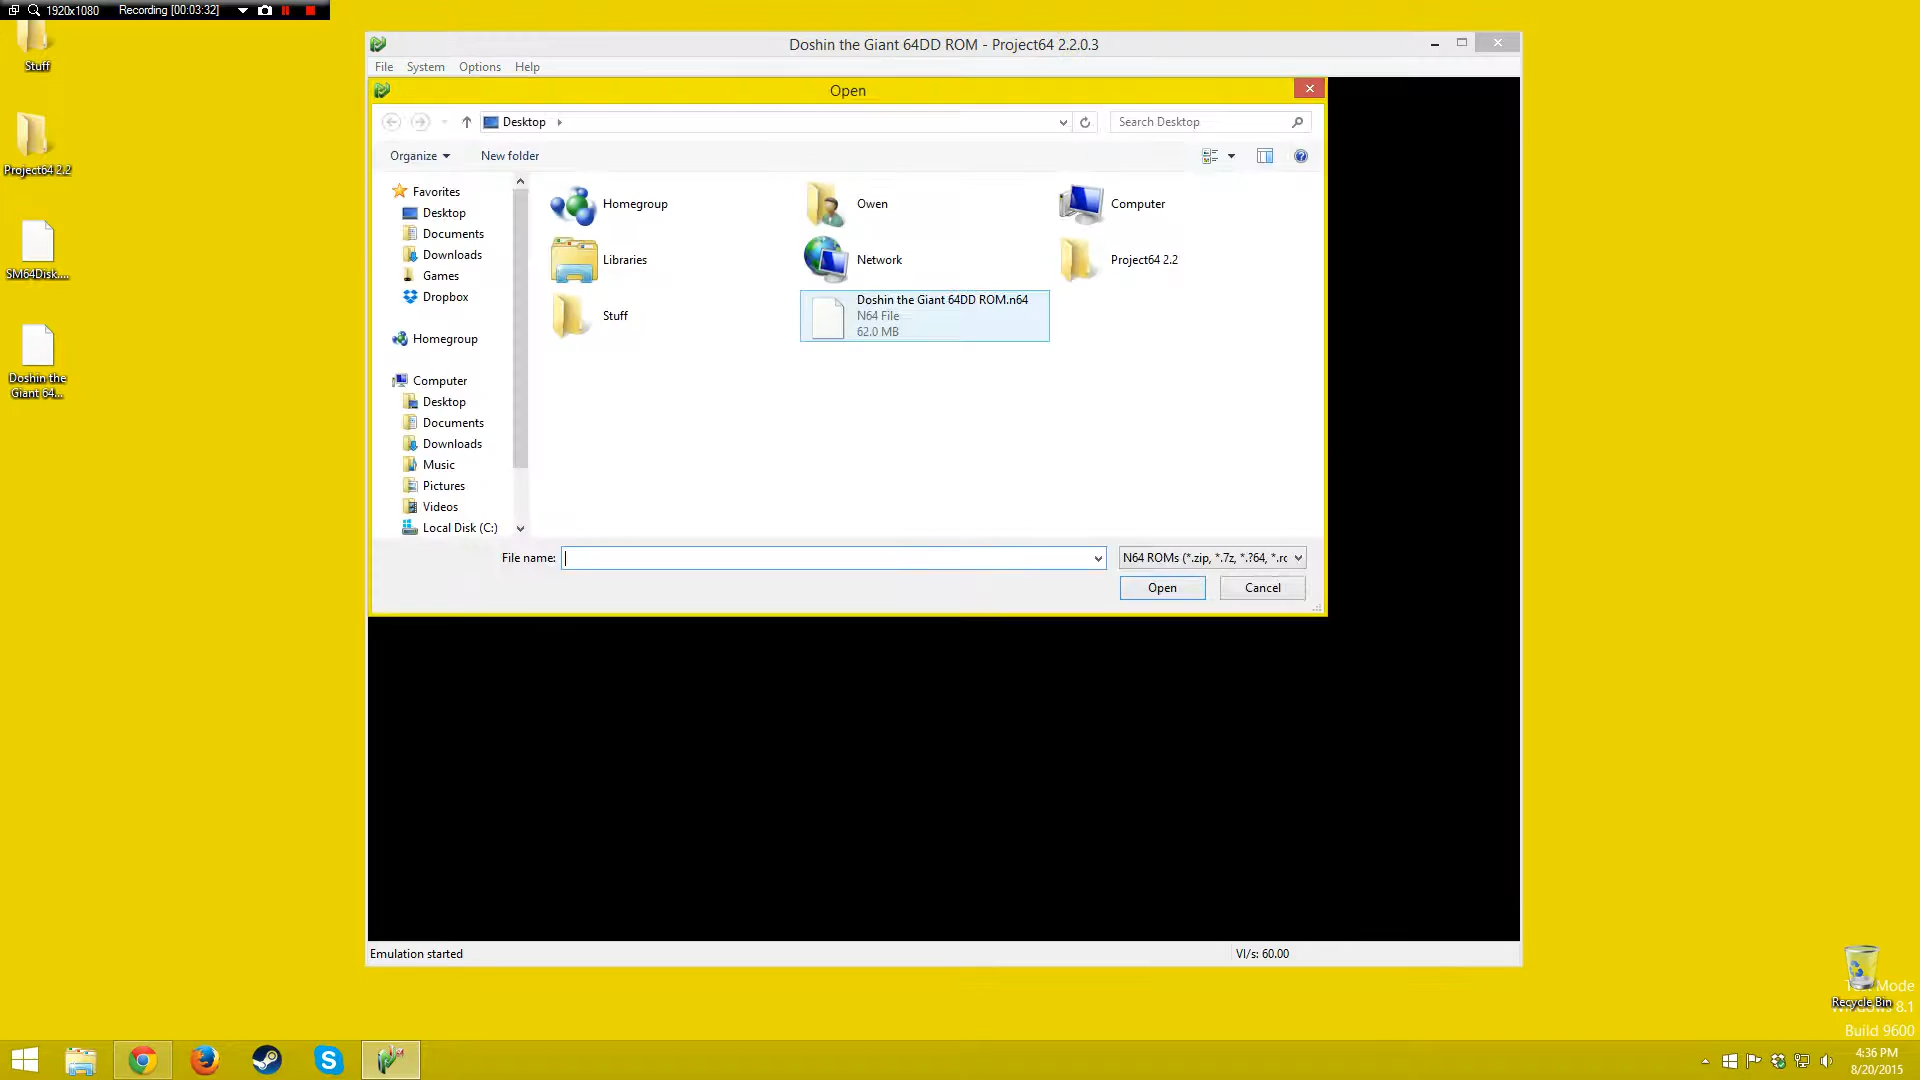 1920x1080
Recording [00:03:32]
Stuff
Project64 2.2
SM64Disk....
Doshin the
Giant 64...
Doshin the Giant 64DD ROM - Project64 2.2.0.3
File
System
Options
Help
Open
Desktop
Search Desktop
Organize
New folder
Favorites
Desktop
Documents
Downloads
Games
Dropbox
Homegroup
Computer
Desktop
Documents
Downloads
Music
Pictures
Videos
Local Disk (C:)
Homegroup
Owen
Computer
Libraries
Network
Project64 2.2
Stuff
Doshin the Giant 64DD ROM.n64
N64 File
62.0 MB
File name:
N64 ROMs (*.zip, *.7z, *.?64, *.rc
Open
Cancel
Emulation started
VI/s: 60.00
Mode
Recycle Bin
8.1
Build 9600
4:36 PM
8/20/2015